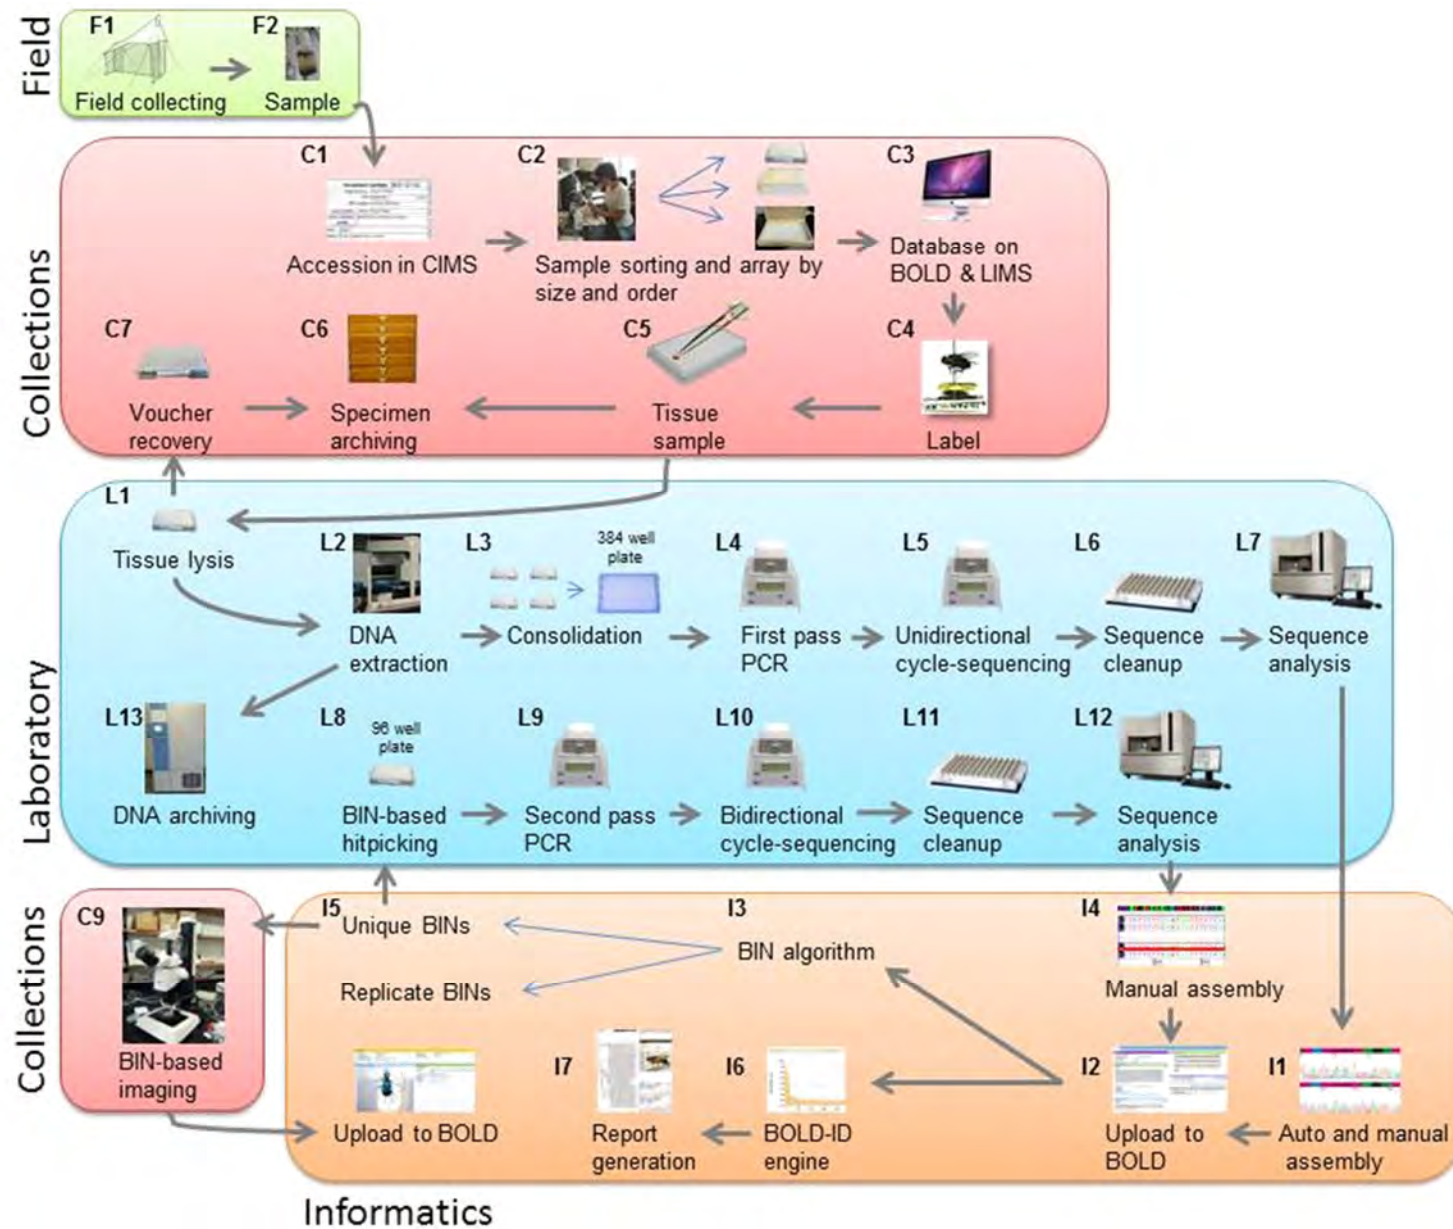 Field
F1
F2
Field collecting
Sample
Collections
C1
C2
C3
Accession in CIMS
Sample sorting and array by
size and order
Database on
BOLD & LIMS
C7
C6
C5
C4
Voucher
recovery
Specimen
archiving
Tissue
sample
Label
Laboratory
L1
Tissue lysis
L2
L3
384 well
plate
L4
L5
L6
L7
DNA
extraction
Consolidation
First pass
PCR
Unidirectional
cycle-sequencing
Sequence
cleanup
Sequence
analysis
L13
L8
96 well
plate
L9
L10
L11
L12
DNA archiving
BIN-based
hitpicking
Second pass
PCR
Bidirectional
cycle-sequencing
Sequence
cleanup
Sequence
analysis
Collections
C9
BIN-based
imaging
I5
Unique BINs
Replicate BINs
I3
BIN algorithm
I4
Manual assembly
I7
I6
I2
I1
Upload to BOLD
Report
generation
BOLD-ID
engine
Upload to
BOLD
Auto and manual
assembly
Informatics